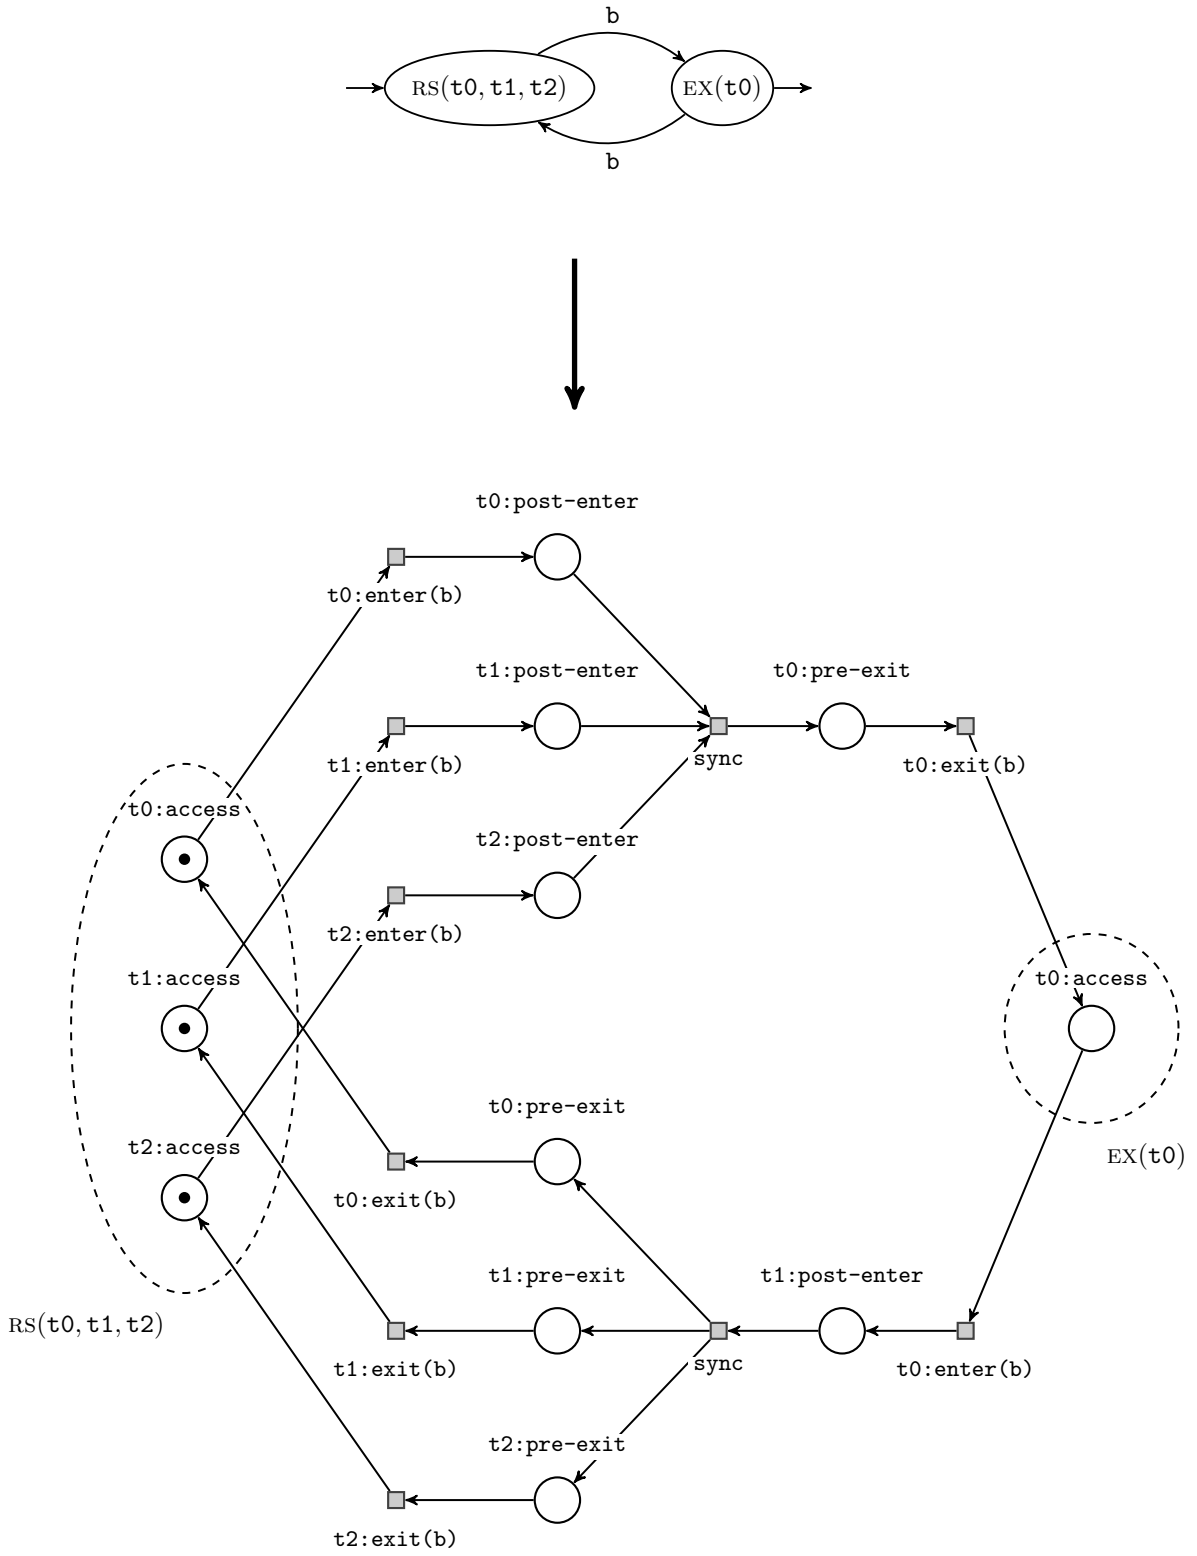 b
RS(t0, t1, t2)
EX(t0)
b
t0:post-enter
t0:enter(b)
t1:post-enter
t0:pre-exit
t1:enter(b)
sync
t0:exit(b)
t0:access
t2:post-enter
t2:enter(b)
t1:access
t0:access
t0:pre-exit
t2:access
EX(t0)
t0:exit(b)
t1:pre-exit
t1:post-enter
RS(t0, t1, t2)
t1:exit(b)
sync
t0:enter(b)
t2:pre-exit
t2:exit(b)